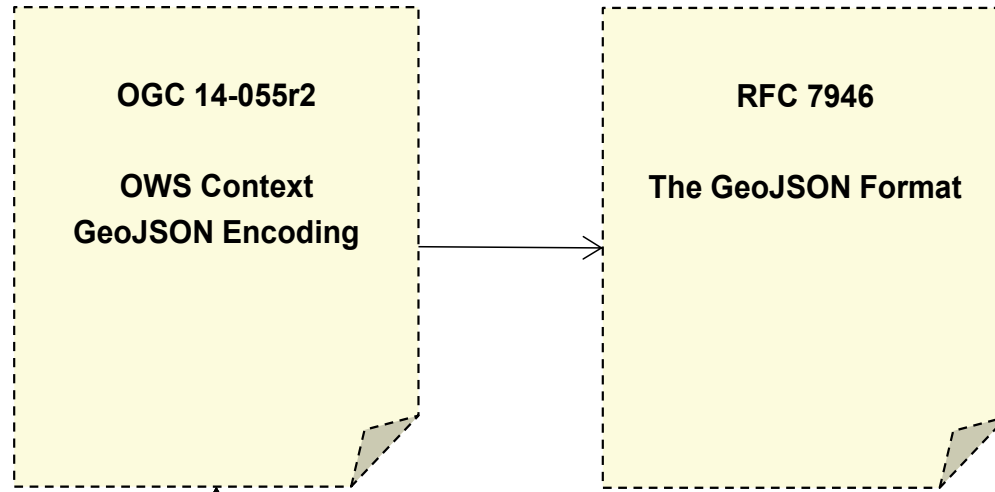 OGC 14-055r2
OWS Context
GeoJSON Encoding
RFC 7946
The GeoJSON Format